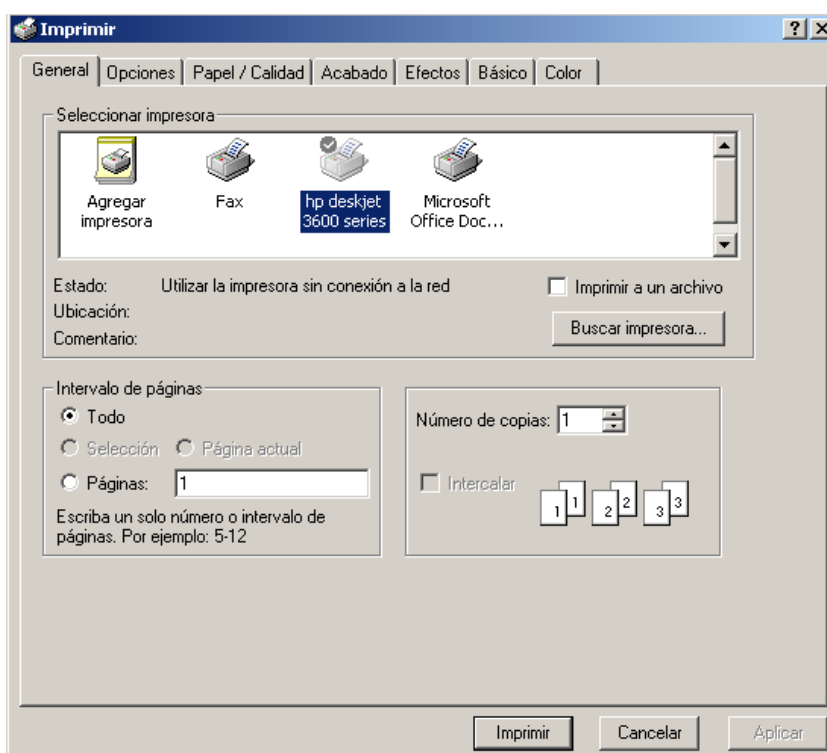 Imprimir
General Opciones Papel / Calidad Acabado Efectos Básico Color
Seleccionar impresora
Agregar impresora
Fax
hp deskjet 3600 series
Microsoft Office Doc...
Estado: Utilizar la impresora sin conexión a la red
Imprimir a un archivo
Ubicación:
Buscar impresora...
Comentario:
Intervalo de páginas
Todo
Selección Página actual
Páginas: 1
Escriba un solo número o intervalo de
páginas. Por ejemplo: 5-12
Número de copias: 1
Intercalar
1 1 2 2 3 3
Imprimir Cancelar Aplicar